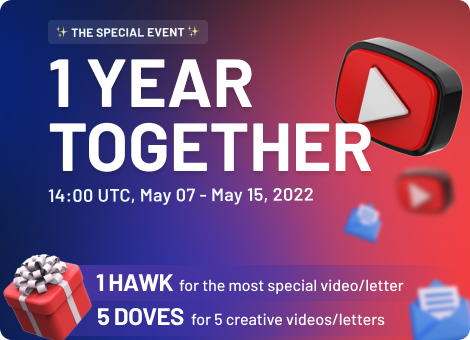 ✨ THE SPECIAL EVENT ✨
1 YEAR
TOGETHER
14:00 UTC, May 07 - May 15, 2022
1 HAWK for the most special video/letter
5 DOVES for 5 creative videos/letters